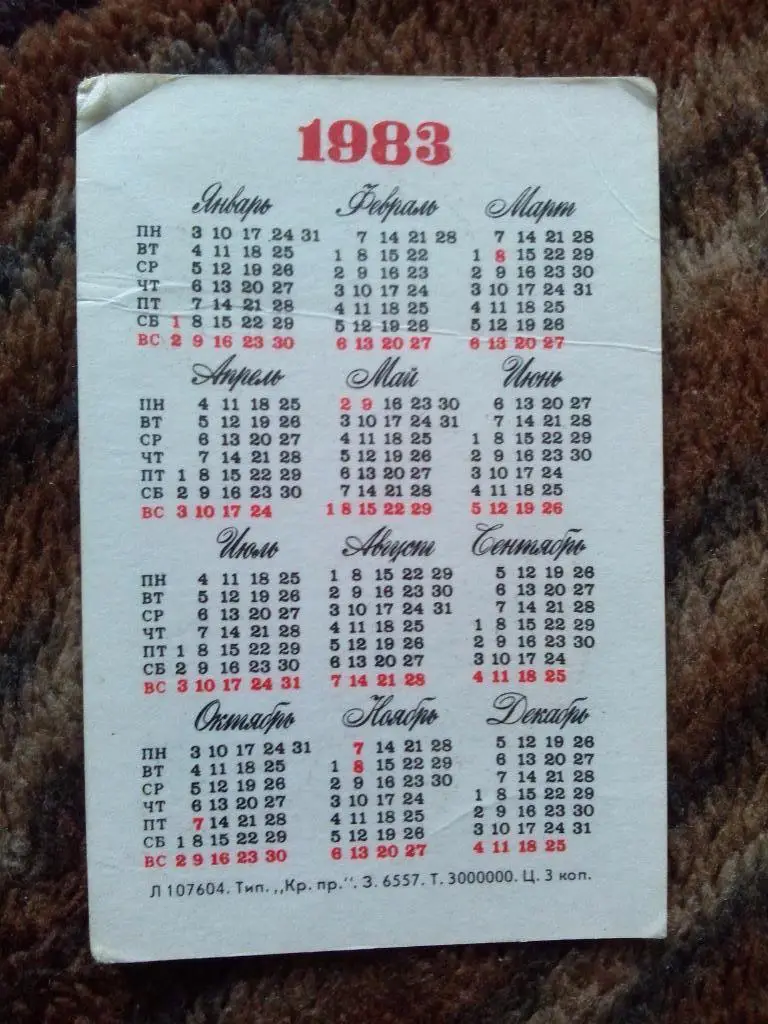 1983
Январь Февраль Март
ПН 3 10 17 24 31 7 14 21 28 7 14 21 28
ВТ 4 11 18 25 1 8 15 22 1 8 15 22 29
СР 5 12 19 26 2 9 16 23 2 9 16 23 30
ЧТ 6 13 20 27 3 10 17 24 3 10 17 24 31
ПТ 7 14 21 28 4 11 18 25 4 11 18 25
СБ 1 8 15 22 29 5 12 19 26 5 12 19 26
ВС 2 9 16 23 30 6 13 20 27 6 13 20 27
Апрель Май Июнь
ПН 4 11 18 25 2 9 16 23 30 6 13 20 27
ВТ 5 12 19 26 3 10 17 24 31 7 14 21 28
СР 6 13 20 27 4 11 18 25 1 8 15 22 29
ЧТ 7 14 21 28 5 12 19 26 2 9 16 23 30
ПТ 1 8 15 22 29 6 13 20 27 3 10 17 24
СБ 2 9 16 23 30 7 14 21 28 4 11 18 25
ВС 3 10 17 24 1 8 15 22 29 5 12 19 26
Июль Август Сентябрь
ПН 4 11 18 25 1 8 15 22 29 5 12 19 26
ВТ 5 12 19 26 2 9 16 23 30 6 13 20 27
СР 6 13 20 27 3 10 17 24 31 7 14 21 28
ЧТ 7 14 21 28 4 11 18 25 1 8 15 22 29
ПТ 1 8 15 22 29 5 12 19 26 2 9 16 23 30
СБ 2 9 16 23 30 6 13 20 27 3 10 17 24
ВС 3 10 17 24 31 7 14 21 28 4 11 18 25
Октябрь Ноябрь Декабрь
ПН 3 10 17 24 31 7 14 21 28 5 12 19 26
ВТ 4 11 18 25 1 8 15 22 29 6 13 20 27
СР 5 12 19 26 2 9 16 23 30 7 14 21 28
ЧТ 6 13 20 27 3 10 17 24 1 8 15 22 29
ПТ 7 14 21 28 4 11 18 25 2 9 16 23 30
СБ 1 8 15 22 29 5 12 19 26 3 10 17 24 31
ВС 2 9 16 23 30 6 13 20 27 4 11 18 25
Л 107604. Тип. „Кр. пр.". З. 6557. Т. 3000000. Ц. 3 коп.